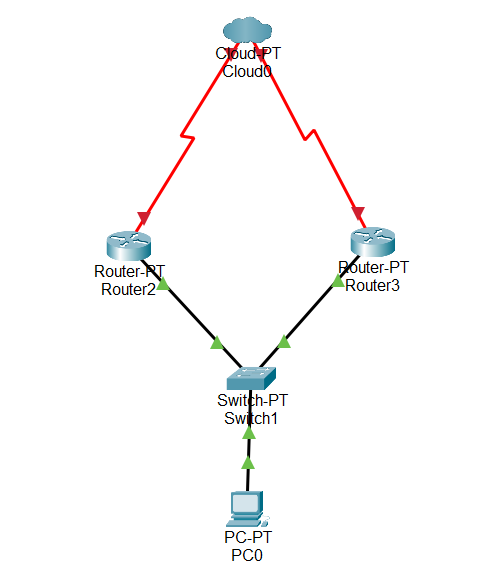 Cloud-PT
Cloud0
Router-PT
Router2
Router-PT
Router3
Switch-PT
Switch1
PC-PT
PC0